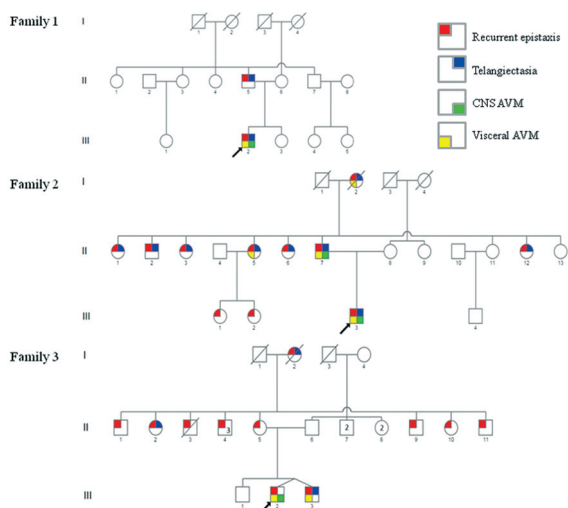 Family 1
I
1 2 3 4
II
1 2 3 4 5 6 7 8
III
1 2 3 4 5
Recurrent epistaxis
Telangiectasia
CNS AVM
Visceral AVM
Family 2
I
1 2 3 4
II
1 2 3 4 5 6 7 8 9 10 11 12 13
III
1 2 3 4
Family 3
I
1 2 3 4
II
3 2 2
1 2 3 4 5 6 7 8 9 10 11
III
1 2 3